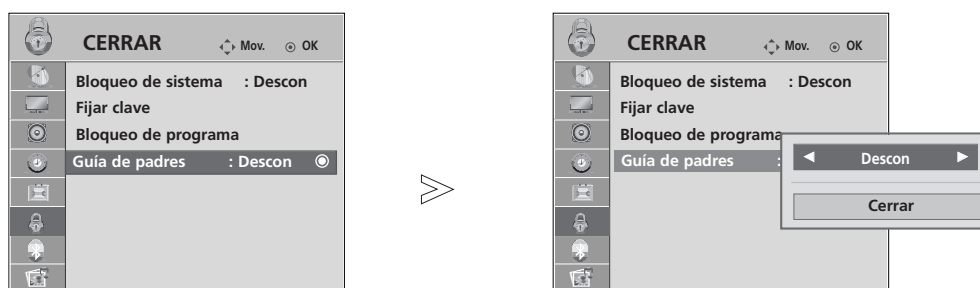 CERRAR Mov. OK
Bloqueo de sistema : Descon
Fijar clave
Bloqueo de programa
Guía de padres : Descon
CERRAR Mov. OK
Bloqueo de sistema : Descon
Fijar clave
Bloqueo de programa
Guía de padres :
Descon
Cerrar